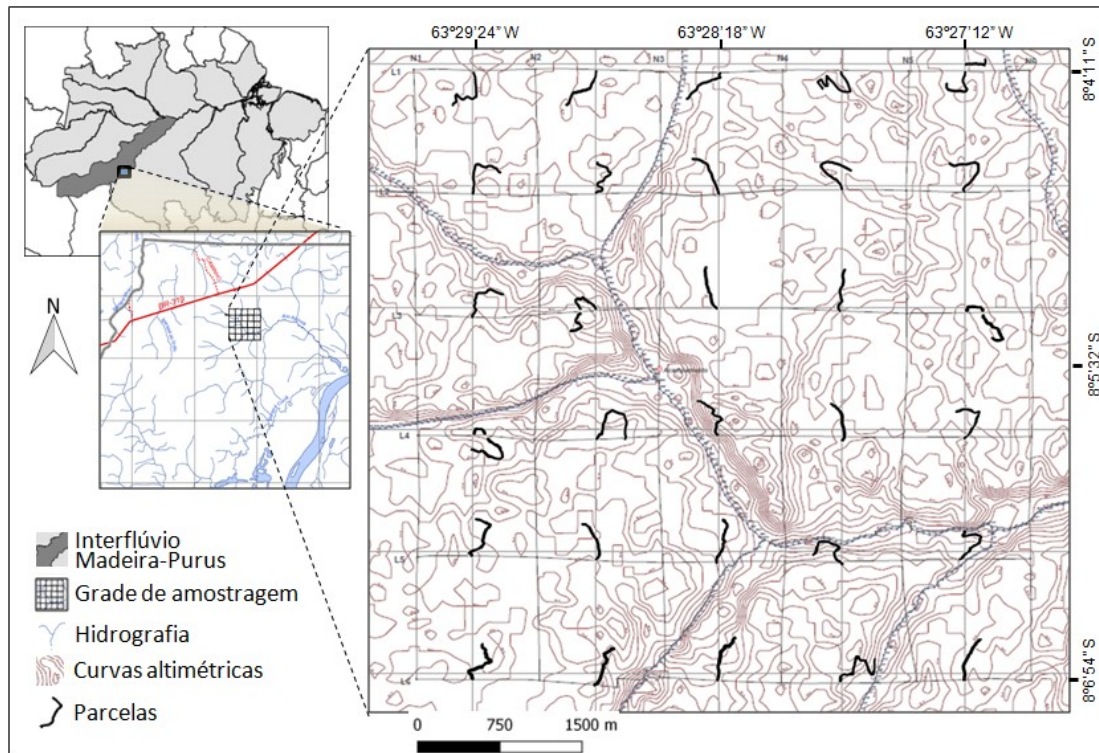 63°29'24"W
63°28'18"W
63°27'12"W
N1
N2
N3
N4
N5
N6
L1
8°4'11"S
BR-319
N
L3
8°5'32"S
L4
L5
L6
8°6'54"S
Interflúvio
Madeira-Purus
Grade de amostragem
Hidrografia
Curvas altimétricas
Parcelas
0 750 1500 m